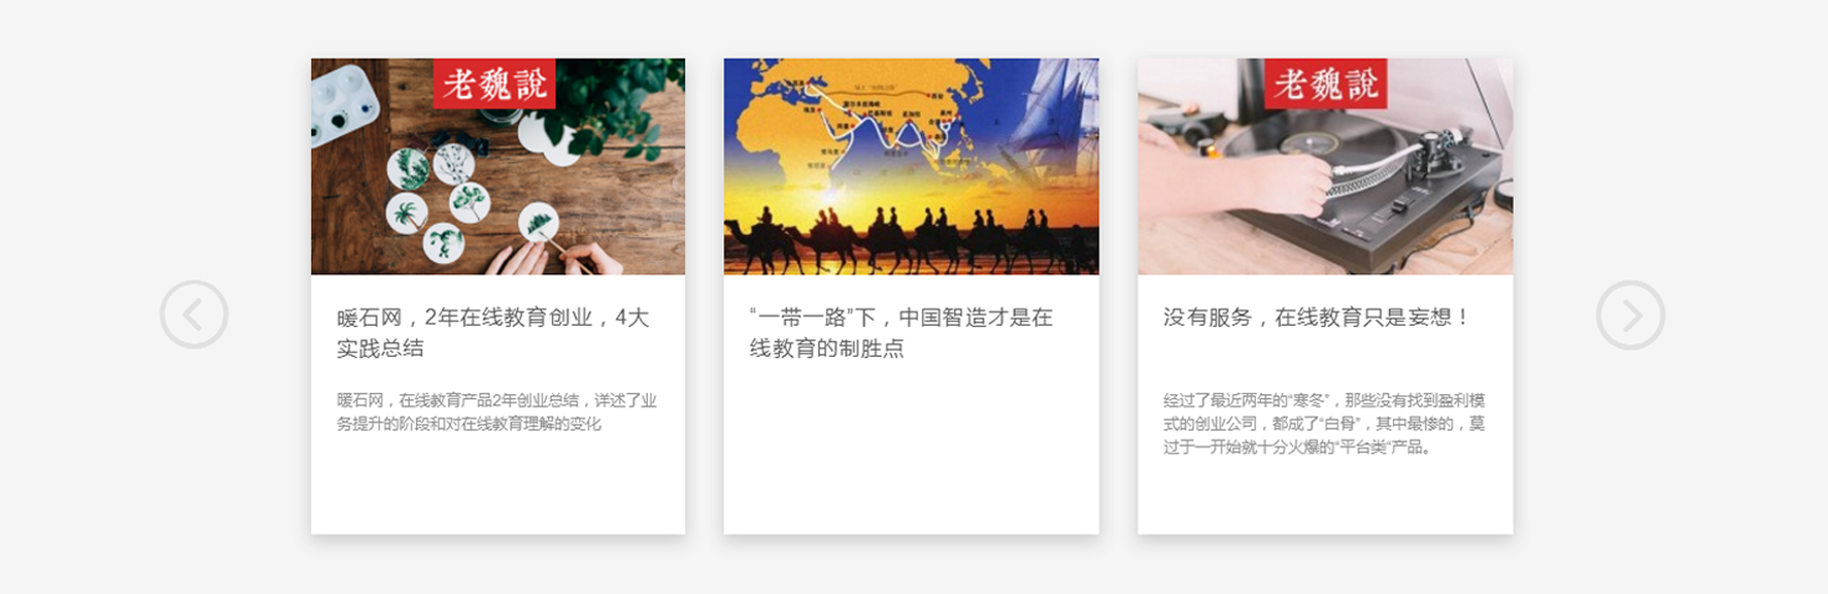 老魏說
暖石网，2年在线教育创业，4大
实践总结
暖石网，在线教育产品2年创业总结，详述了业
务提升的阶段和对在线教育理解的变化
“一带一路”下，中国智造才是在
线教育的制胜点
老魏說
没有服务，在线教育只是妄想！
经过了最近两年的“寒冬”，那些没有找到盈利模
式的创业公司，都成了“白骨”，其中最惨的，莫
过于一开始就十分火爆的“平台类“产品。